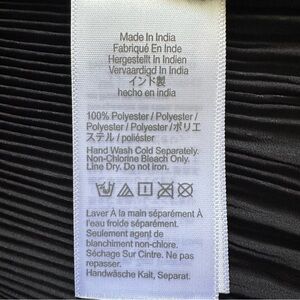 Made In India
Fabriqué En Inde
Hergestellt In Indien
Vervaardigd In Indien
インド製
hecho en india
100% Polyester / Polyester /
Polyester / Polyester /ポリエ
ステル / poliéster
Hand Wash Cold Separately.
Non-Chlorine Bleach Only.
Line Dry. Do not iron.
Laver À la main séparément À
l'eau froide séparément.
Seulement agent de
blanchiment non-chlore.
Séchage Sur Cintre. Ne pas
repasser.
Handwäsche Kalt, Separat.